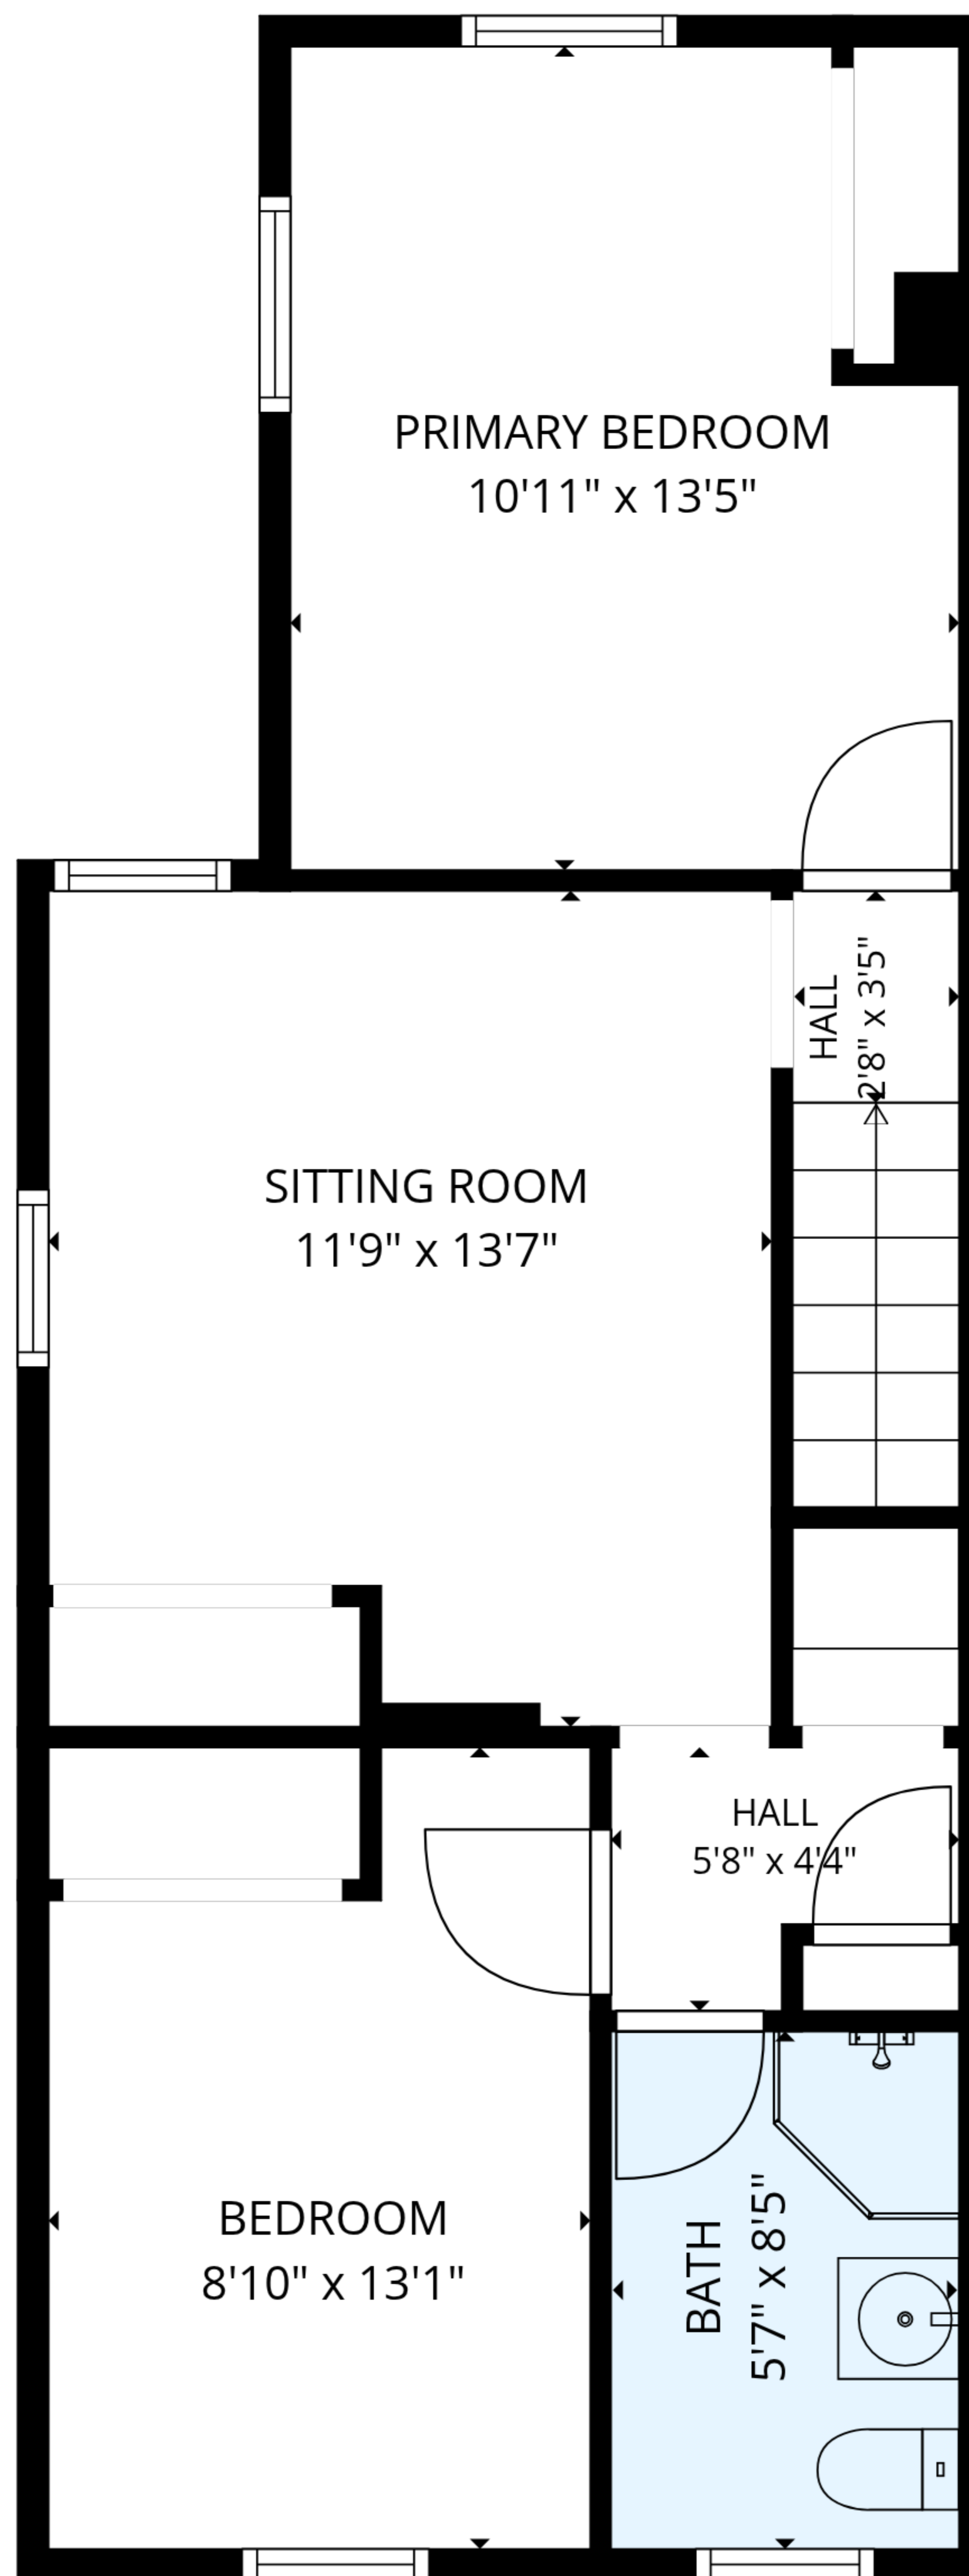 PRIMARY BEDROOM
10'11" x 13'5"
HALL
2'8" x 3'5"
SITTING ROOM
11'9" x 13'7"
HALL
5'8" x 4'4"
BEDROOM
8'10" x 13'1"
BATH
5'7" x 8'5"